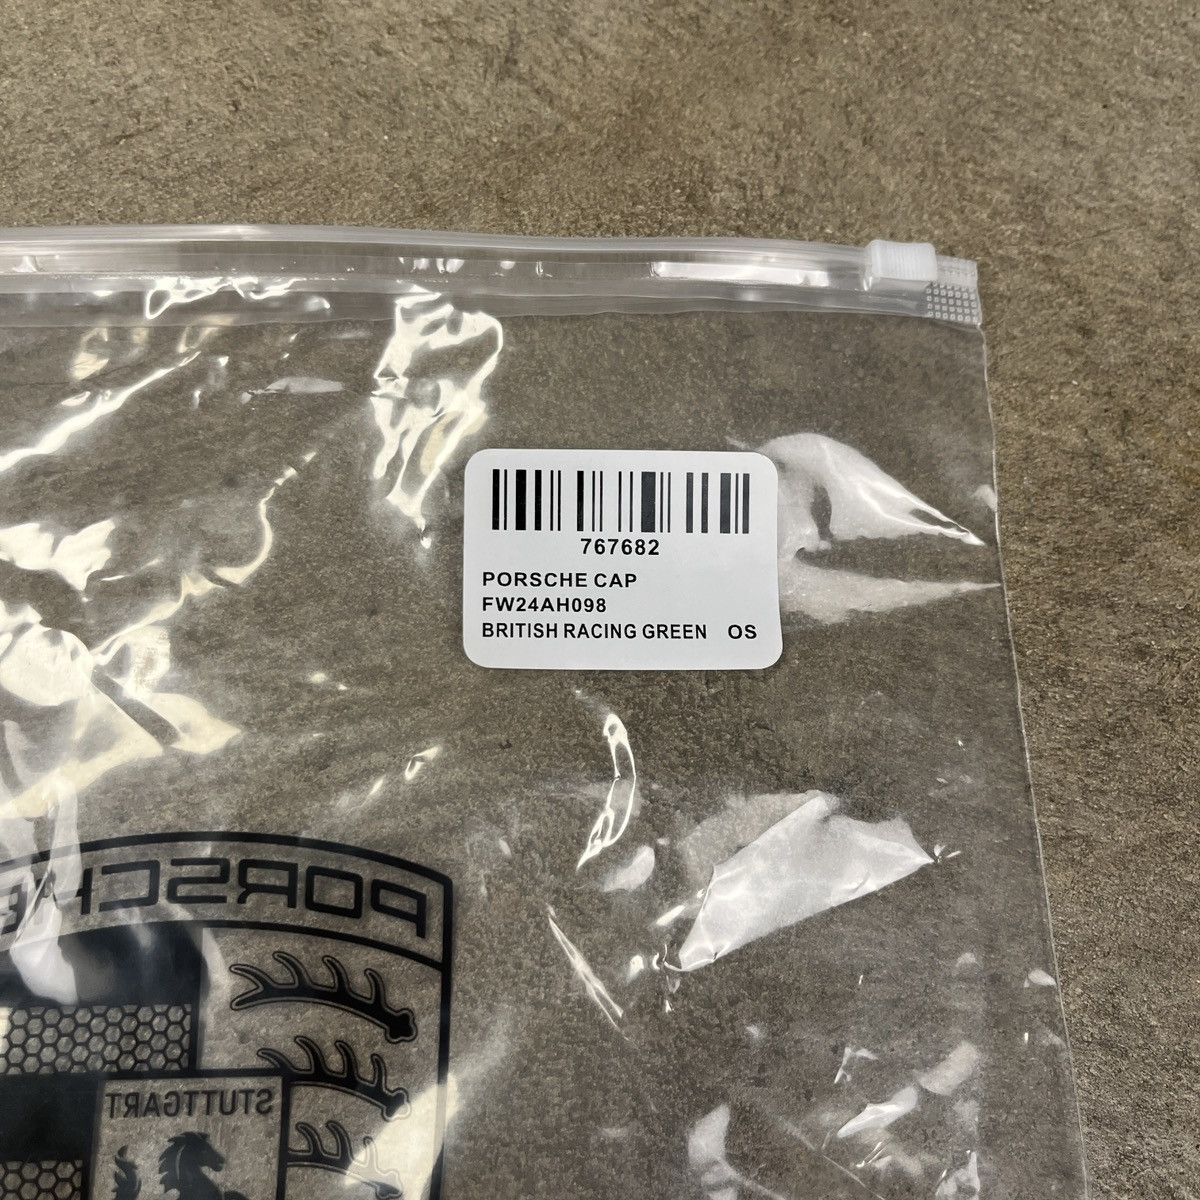 767682
PORSCHE CAP
FW24AH098
BRITISH RACING GREEN OS
PORSCHE
STUTTGART